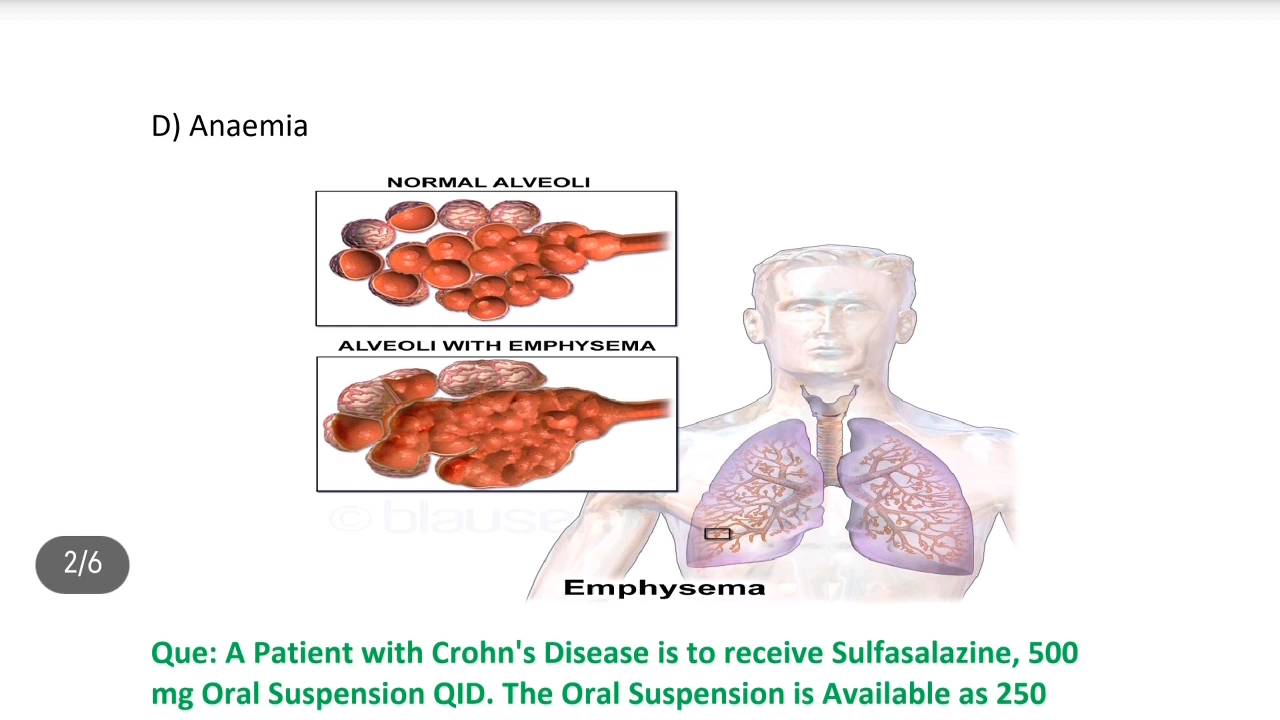 D) Anaemia
NORMAL ALVEOLI
ALVEOLI WITH EMPHYSEMA
© blausen
2/6
Emphysema
Que: A Patient with Crohn's Disease is to receive Sulfasalazine, 500
mg Oral Suspension QID. The Oral Suspension is Available as 250